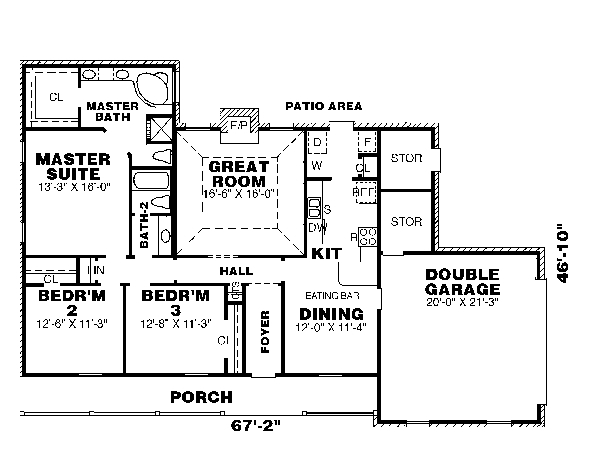 CL
MASTER
BATH
PATIO AREA
F/P
D
F
W
CL
STOR
MASTER
SUITE
13'-3" X 16'-0"
GREAT
ROOM
16'-6" X 16'-0"
REF
S
DW
R
STOR
BATH-2
KIT
46'-10"
LIN
CL
HALL
DOUBLE
GARAGE
20'-0" X 21'-3"
BEDR'M
2
12'-6" X 11'-3"
BEDR'M
3
12'-8" X 11'-3"
CL
FOYER
EATING BAR
DINING
12'-0" X 11'-4"
PORCH
67'-2"